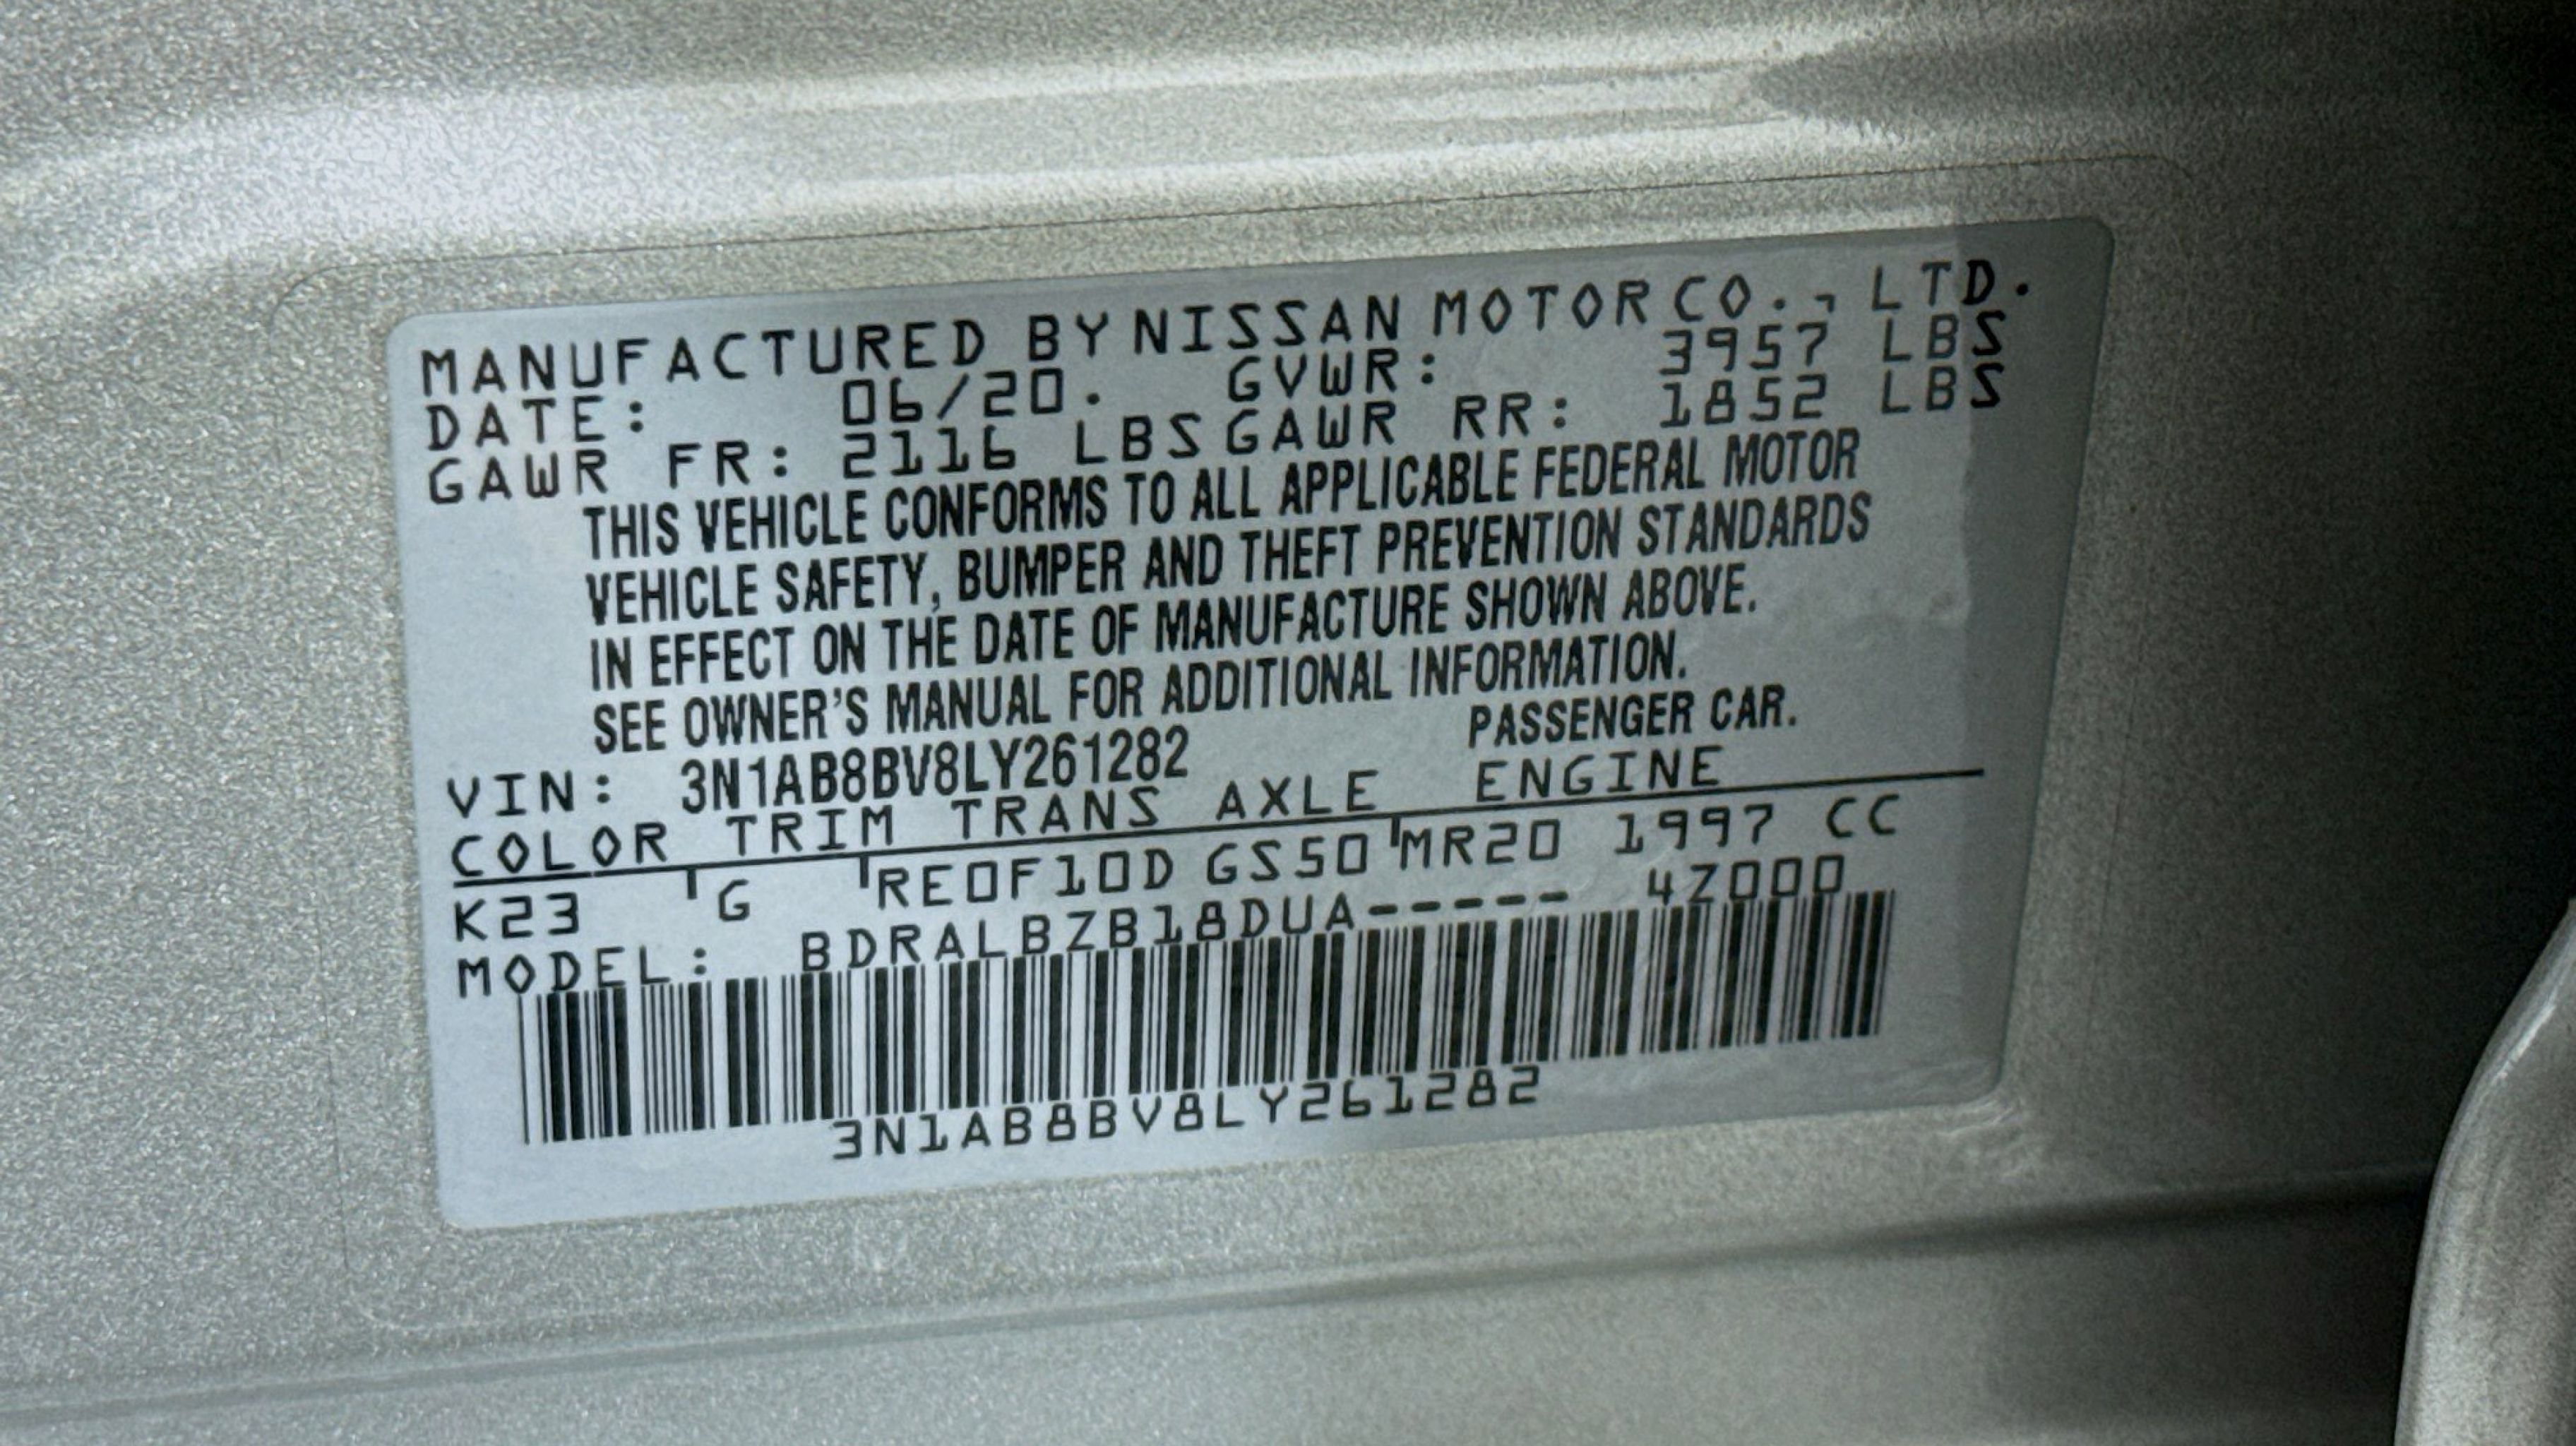 MANUFACTURED BY NISSAN MOTOR CO., LTD.
DATE: 06/20. GVWR: 3957 LBS
GAWR FR: 2116 LBS GAWR RR: 1852 LBS
THIS VEHICLE CONFORMS TO ALL APPLICABLE FEDERAL MOTOR
VEHICLE SAFETY, BUMPER AND THEFT PREVENTION STANDARDS
IN EFFECT ON THE DATE OF MANUFACTURE SHOWN ABOVE.
SEE OWNER'S MANUAL FOR ADDITIONAL INFORMATION.
VIN: 3N1AB8BV8LY261282 PASSENGER CAR.
COLOR TRIM TRANS AXLE ENGINE
K23 G RE0F10D GS50 MR20 1997 CC
MODEL: BDRALBZB18DUA----- 4Z000
3N1AB8BV8LY261282